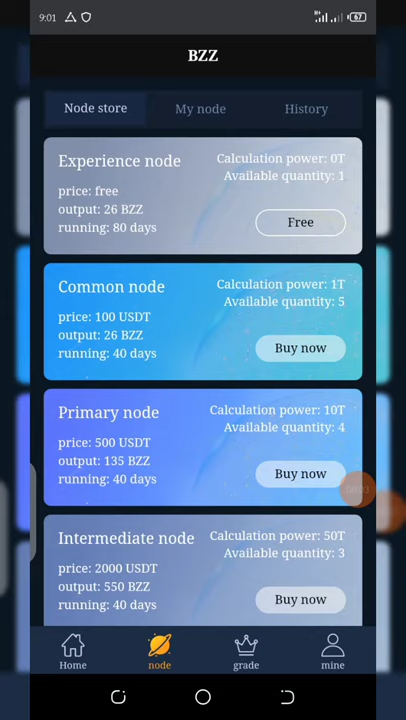 9:01
67
BZZ
Node store
My node
History
Experience node
Calculation power: 0T
Available quantity: 1
price: free
output: 26 BZZ
running: 80 days
Free
Common node
Calculation power: 1T
Available quantity: 5
price: 100 USDT
output: 26 BZZ
running: 40 days
Buy now
Primary node
Calculation power: 10T
Available quantity: 4
price: 500 USDT
output: 135 BZZ
running: 40 days
Buy now
Intermediate node
Calculation power: 50T
Available quantity: 3
price: 2000 USDT
output: 550 BZZ
running: 40 days
Buy now
Home
node
grade
mine